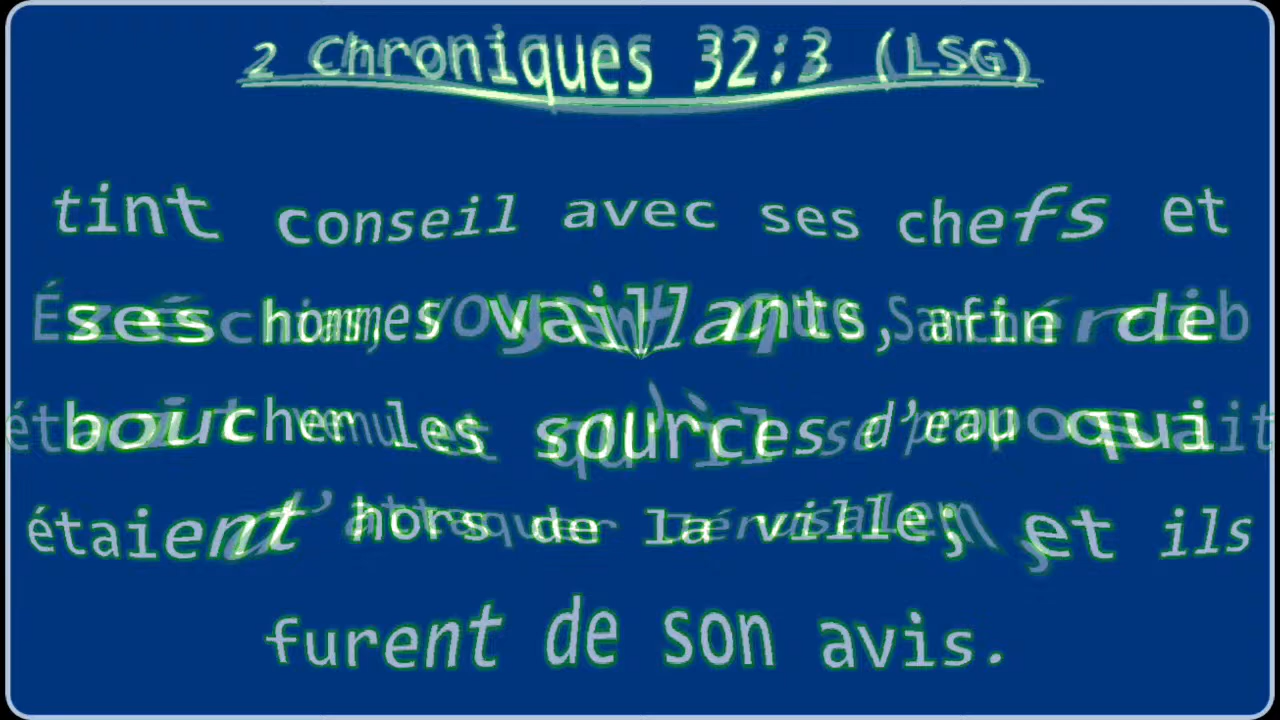 2 Chroniques 32:3 (LSG)
tint conseil avec ses chefs et
ses hommes vaillants, afin de
boucher les sources d’eau qui
étaient hors de la ville; et ils
furent de son avis.